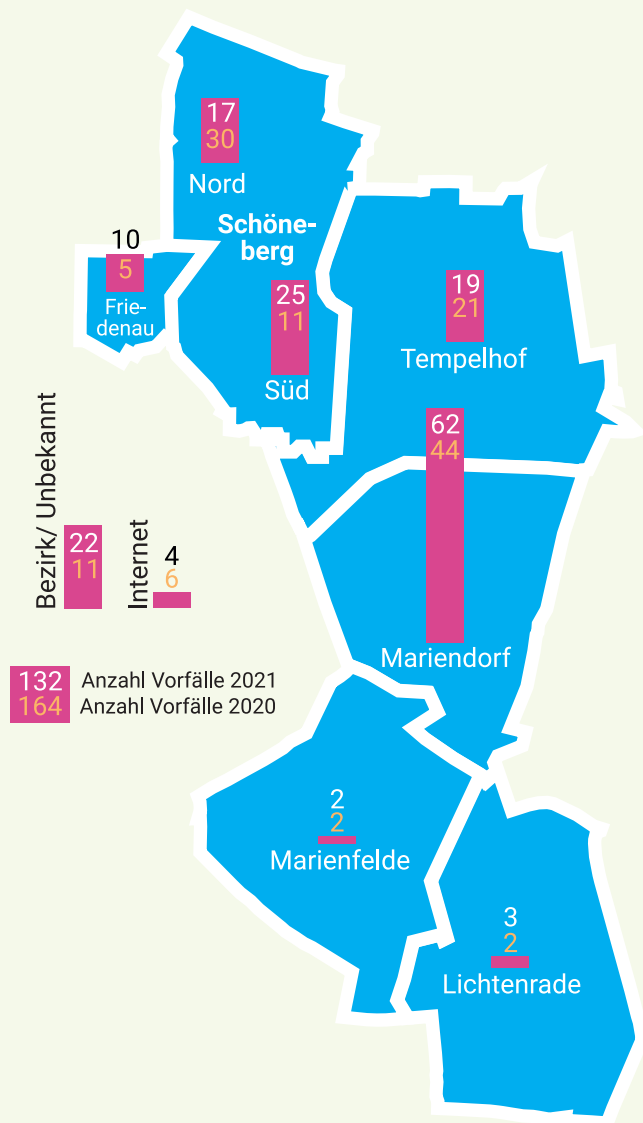 17
30
Nord
Schöne-
berg
10
5
Frie-
denau
25
11
Süd
19
21
Tempelhof
62
44
Mariendorf
Bezirk/ Unbekannt
22
11
Internet
4
6
132 Anzahl Vorfälle 2021
164 Anzahl Vorfälle 2020
2
2
Marienfelde
3
2
Lichtenrade